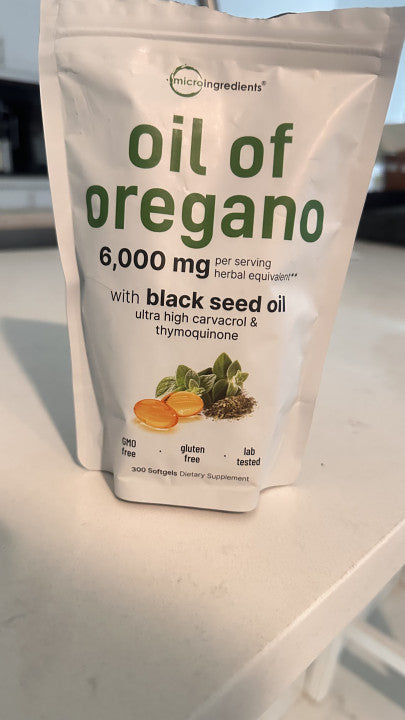 microingredients®
oil of
oregano
6,000 mg per serving
herbal equivalent**
with black seed oil
ultra high carvacrol &
thymoquinone
GMO
free
· gluten
free
· lab
tested
300 Softgels Dietary Supplement